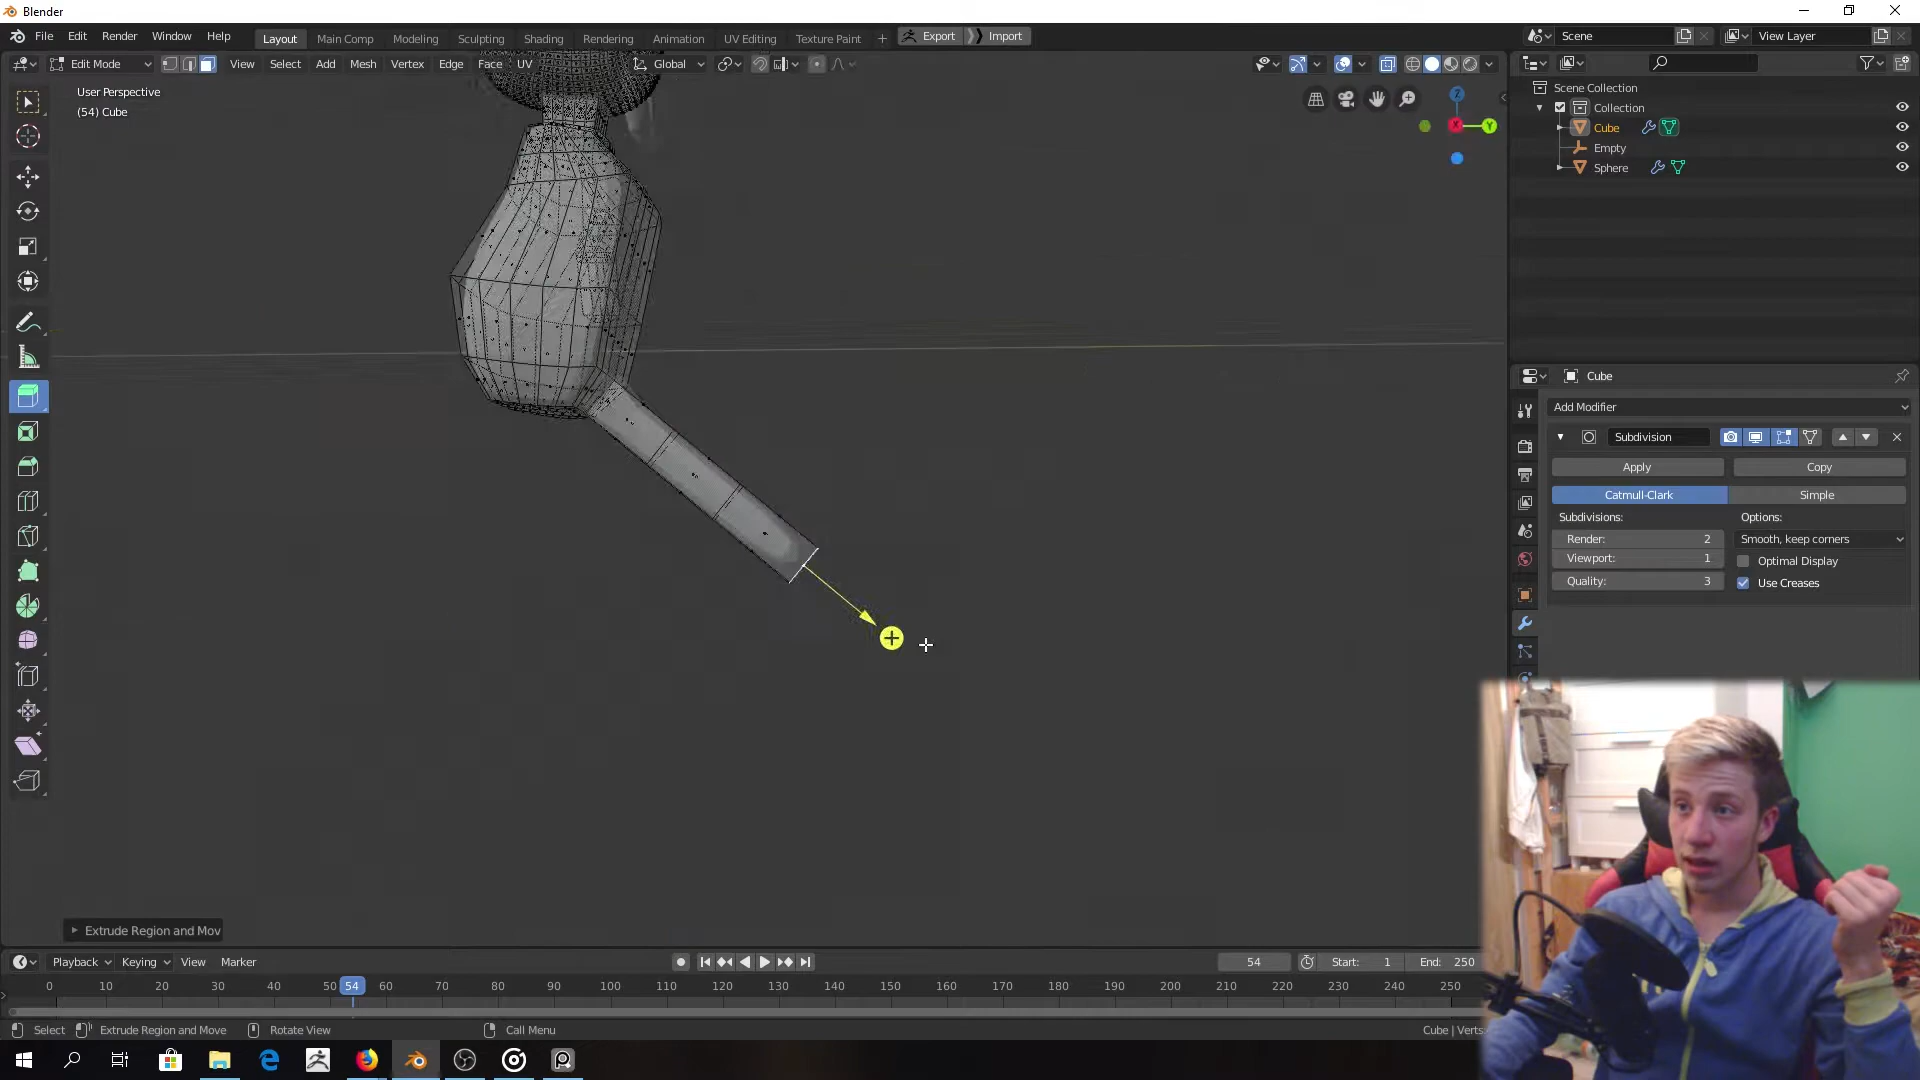 Blender
File Edit Render Window Help Layout Main Comp Modeling Sculpting Shading Rendering Animation UV Editing Texture Paint + Export Import Scene View Layer
Edit Mode View Select Add Mesh Vertex Edge Face UV Global
User Perspective
(54) Cube
Z
X
Y
Scene Collection
Collection
Cube
Empty
Sphere
Cube
Add Modifier
Subdivision
Apply Copy
Catmull-Clark Simple
Subdivisions: Options:
Render: 2 Smooth, keep corners
Viewport: 1 Optimal Display
Quality: 3 Use Creases
Extrude Region and Mov
Playback Keying View Marker 54 Start: 1 End: 250
0 10 20 30 40 50 54 60 70 80 90 100 110 120 130 140 150 160 170 180 190 200 210 220 230 240 250
Select Extrude Region and Move Rotate View Call Menu Cube | Verts: